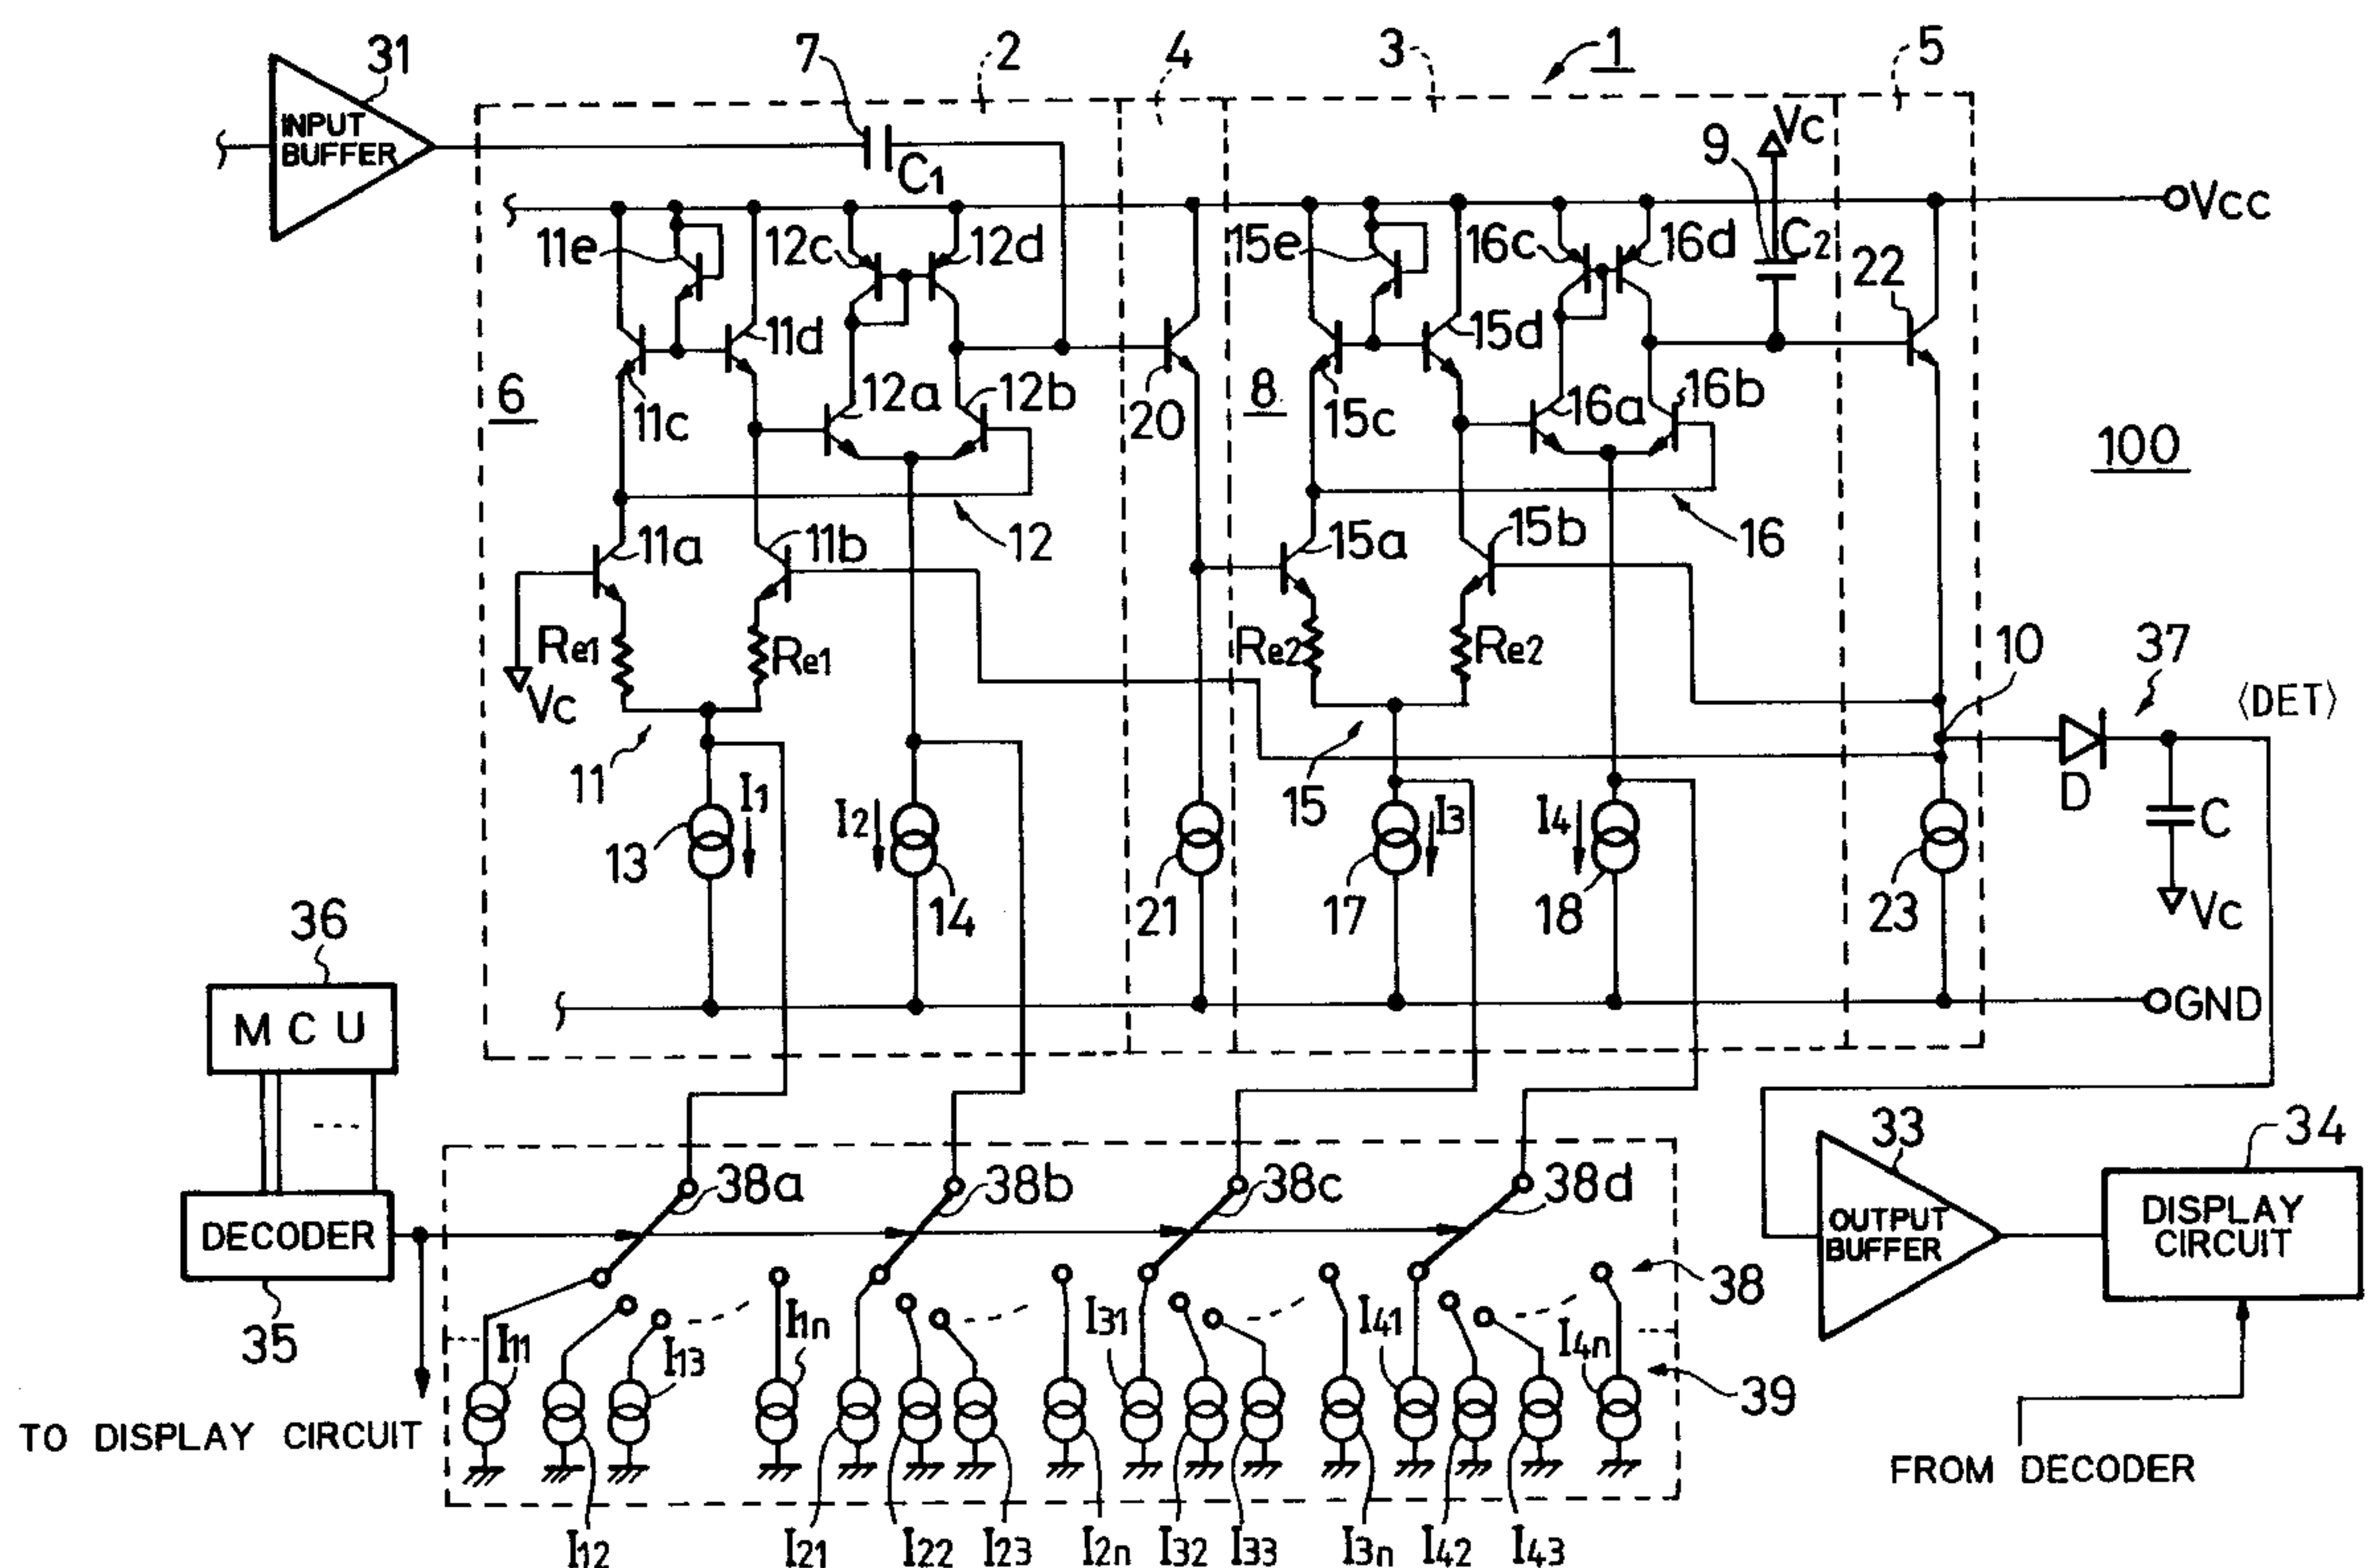 31
7
2
4
3
1
5
INPUT
BUFFER
C1
9
Vc
Vcc
11e
12c
12d
15e
16c
16d
C2
22
11d
15d
6
11c
12a
12b
20
8
15c
16a
16b
100
11a
11b
12
15a
15b
16
Re1
Re1
Re2
Re2
10
37
〈DET〉
Vc
11
I1
I2
15
I3
I4
D
C
13
14
21
17
18
23
Vc
36
MCU
GND
33
34
38a
38b
38c
38d
DECODER
OUTPUT
BUFFER
DISPLAY
CIRCUIT
35
I11
I13
I1n
I31
I41
I4n
38
39
TO DISPLAY CIRCUIT
FROM DECODER
I12
I21
I22
I23
I2n
I32
I33
I3n
I42
I43